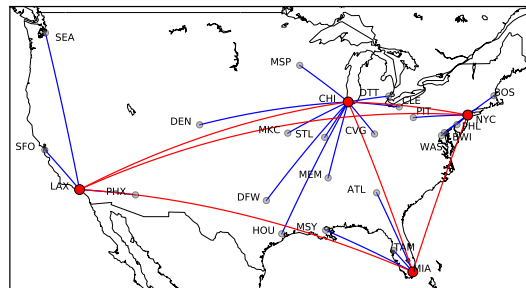 SEA
MSP
DTT
BOS
CHI
CLE
PIT
NYC
DEN
MKC
STL
CVG
PHL
BWI
WAS
SFO
LAX
PHX
MEM
ATL
DFW
HOU
MSY
TAM
MIA